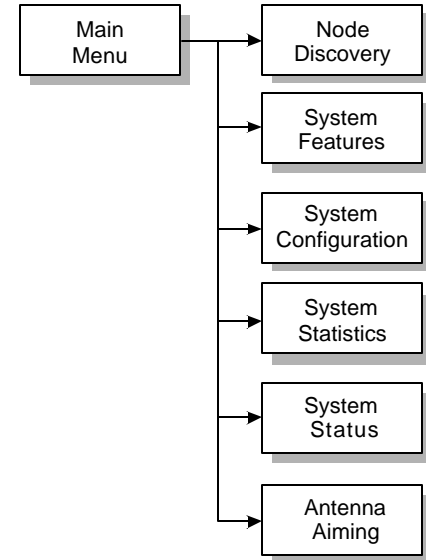 Main
Menu
Node
Discovery
System
Features
System
Configuration
System
Statistics
System
Status
Antenna
Aiming